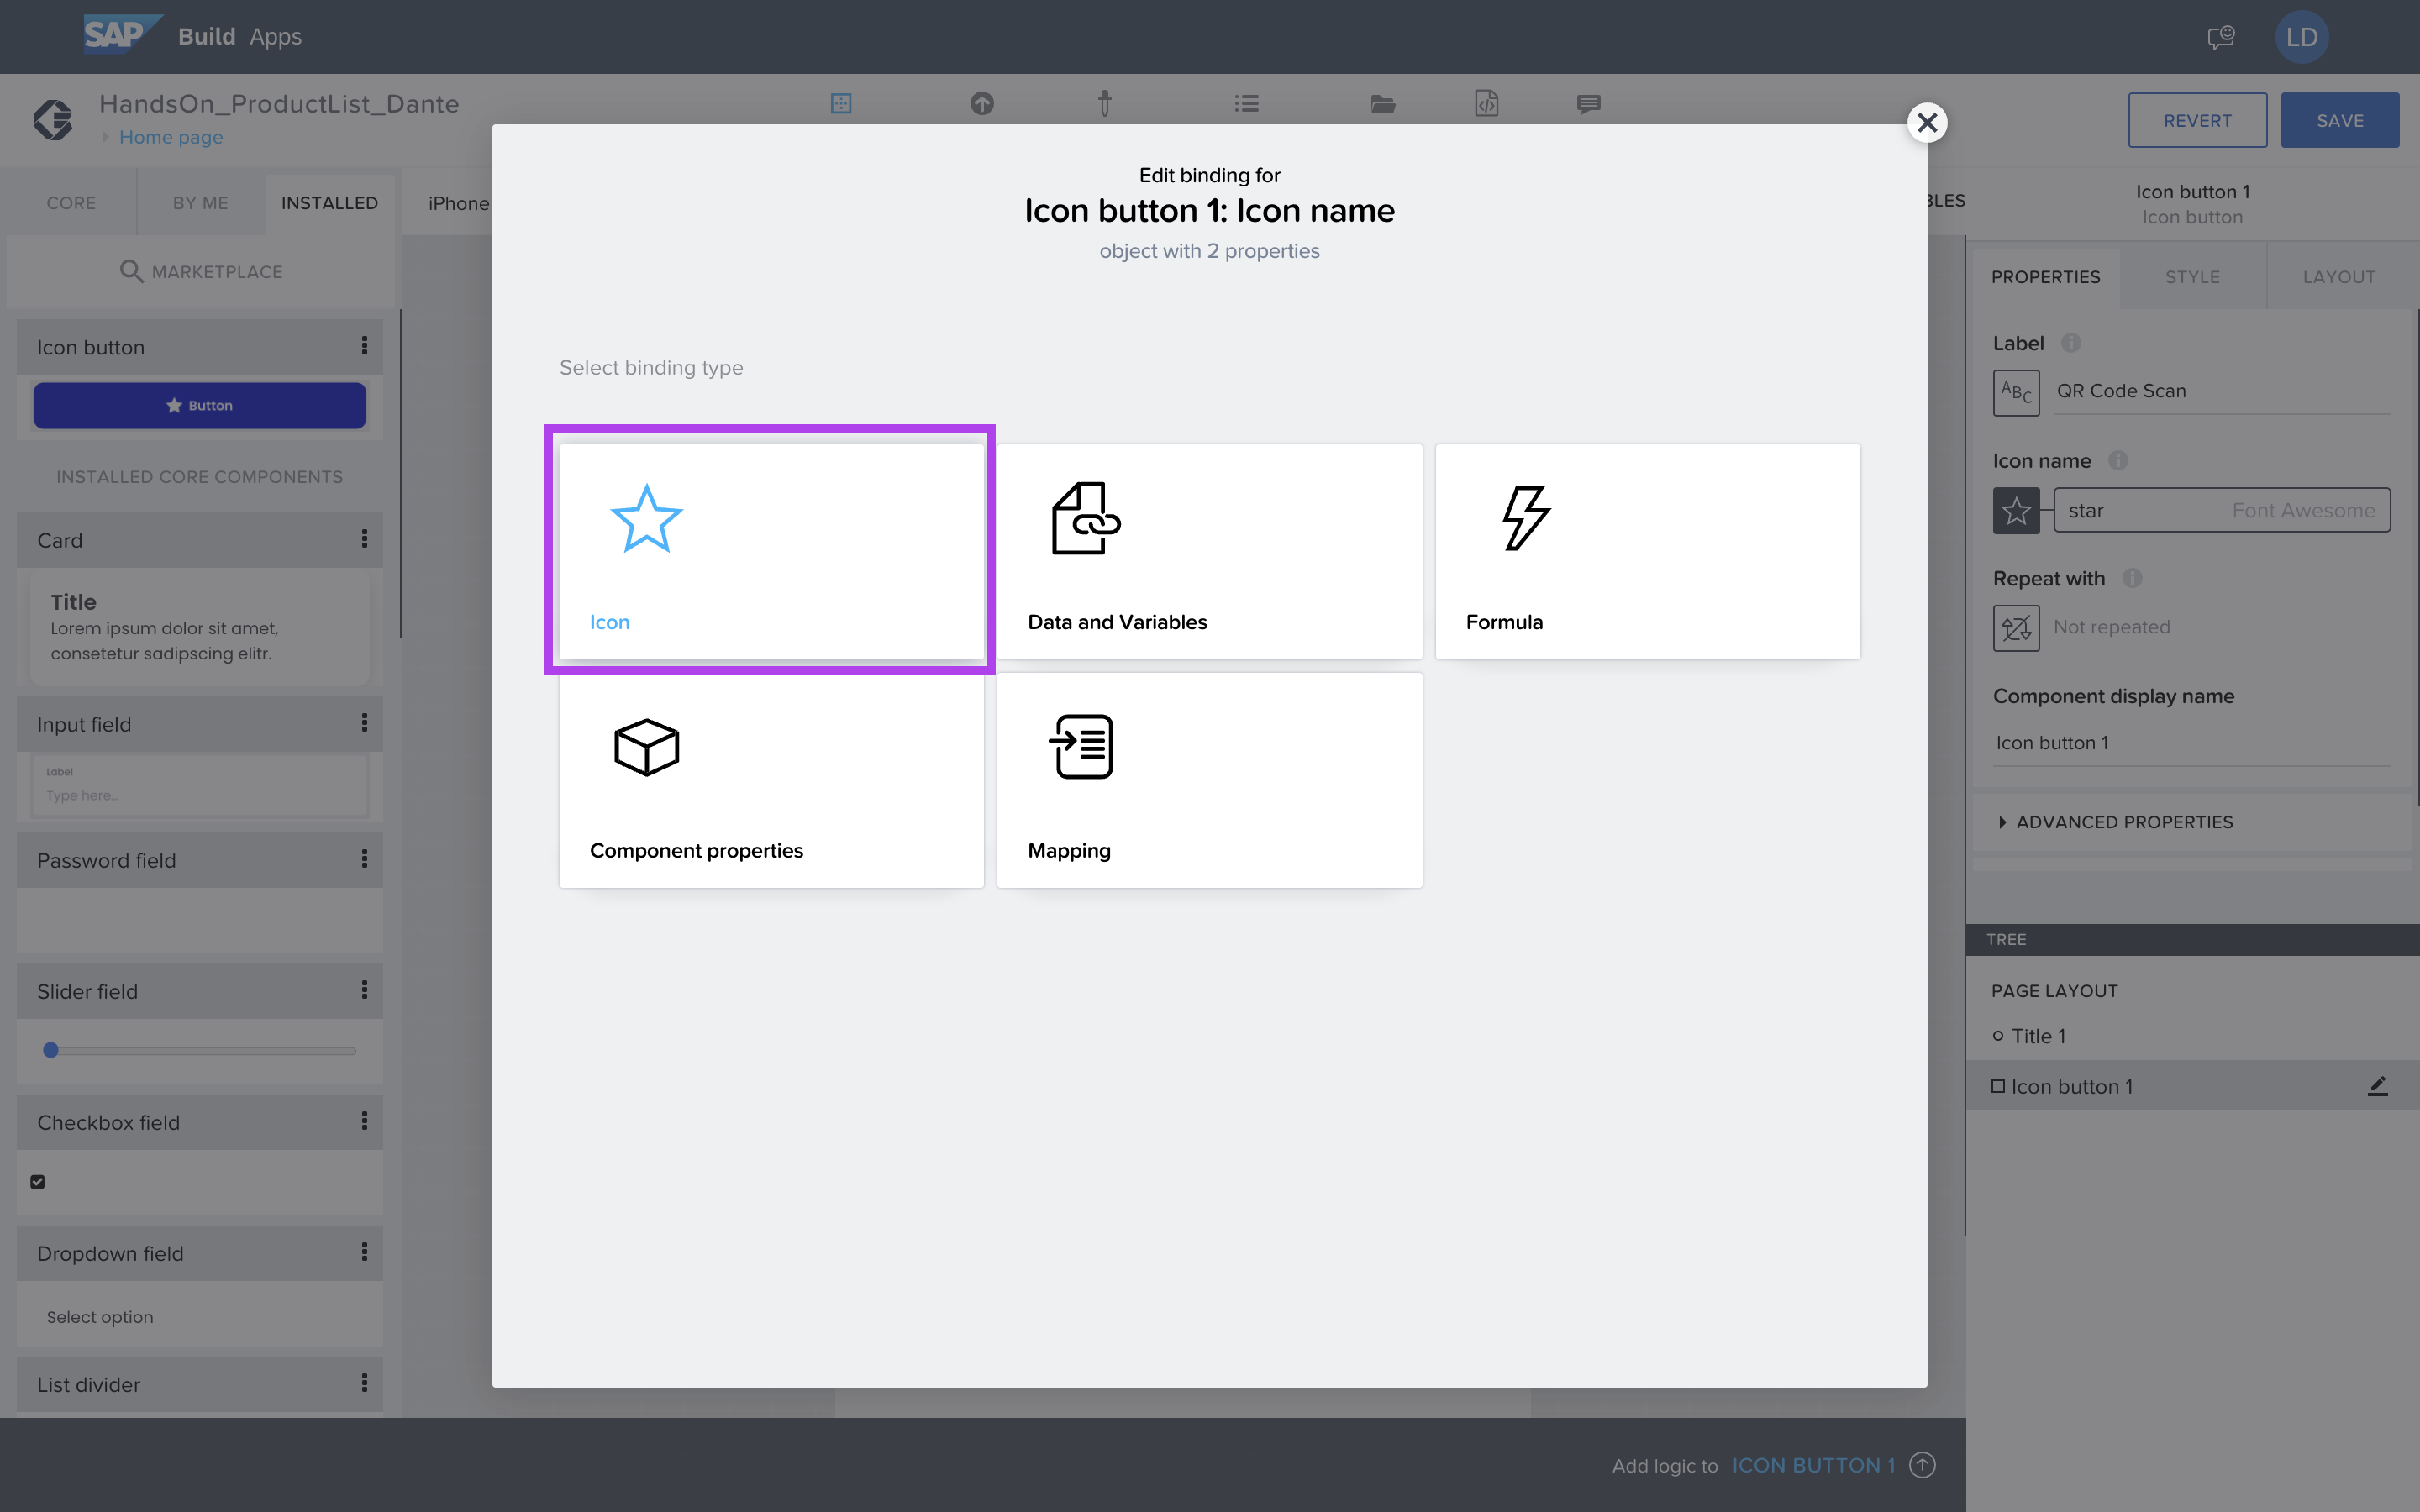 SAP Build Apps
LD
HandsOn_ProductList_Dante
Home page
REVERT
SAVE
CORE
BY ME
INSTALLED
iPhone
MARKETPLACE
Icon button
Button
INSTALLED CORE COMPONENTS
Card
Title
Lorem ipsum dolor sit amet,
consetetur sadipscing elitr.
Input field
Label
Type here...
Password field
Slider field
Checkbox field
Dropdown field
Select option
List divider
Edit binding for
Icon button 1: Icon name
object with 2 properties
Select binding type
Icon
Data and Variables
Formula
Component properties
Mapping
BLES
Icon button 1
Icon button
PROPERTIES
STYLE
LAYOUT
Label
ABC QR Code Scan
Icon name
star Font Awesome
Repeat with
Not repeated
Component display name
Icon button 1
ADVANCED PROPERTIES
TREE
PAGE LAYOUT
Title 1
Icon button 1
Add logic to ICON BUTTON 1